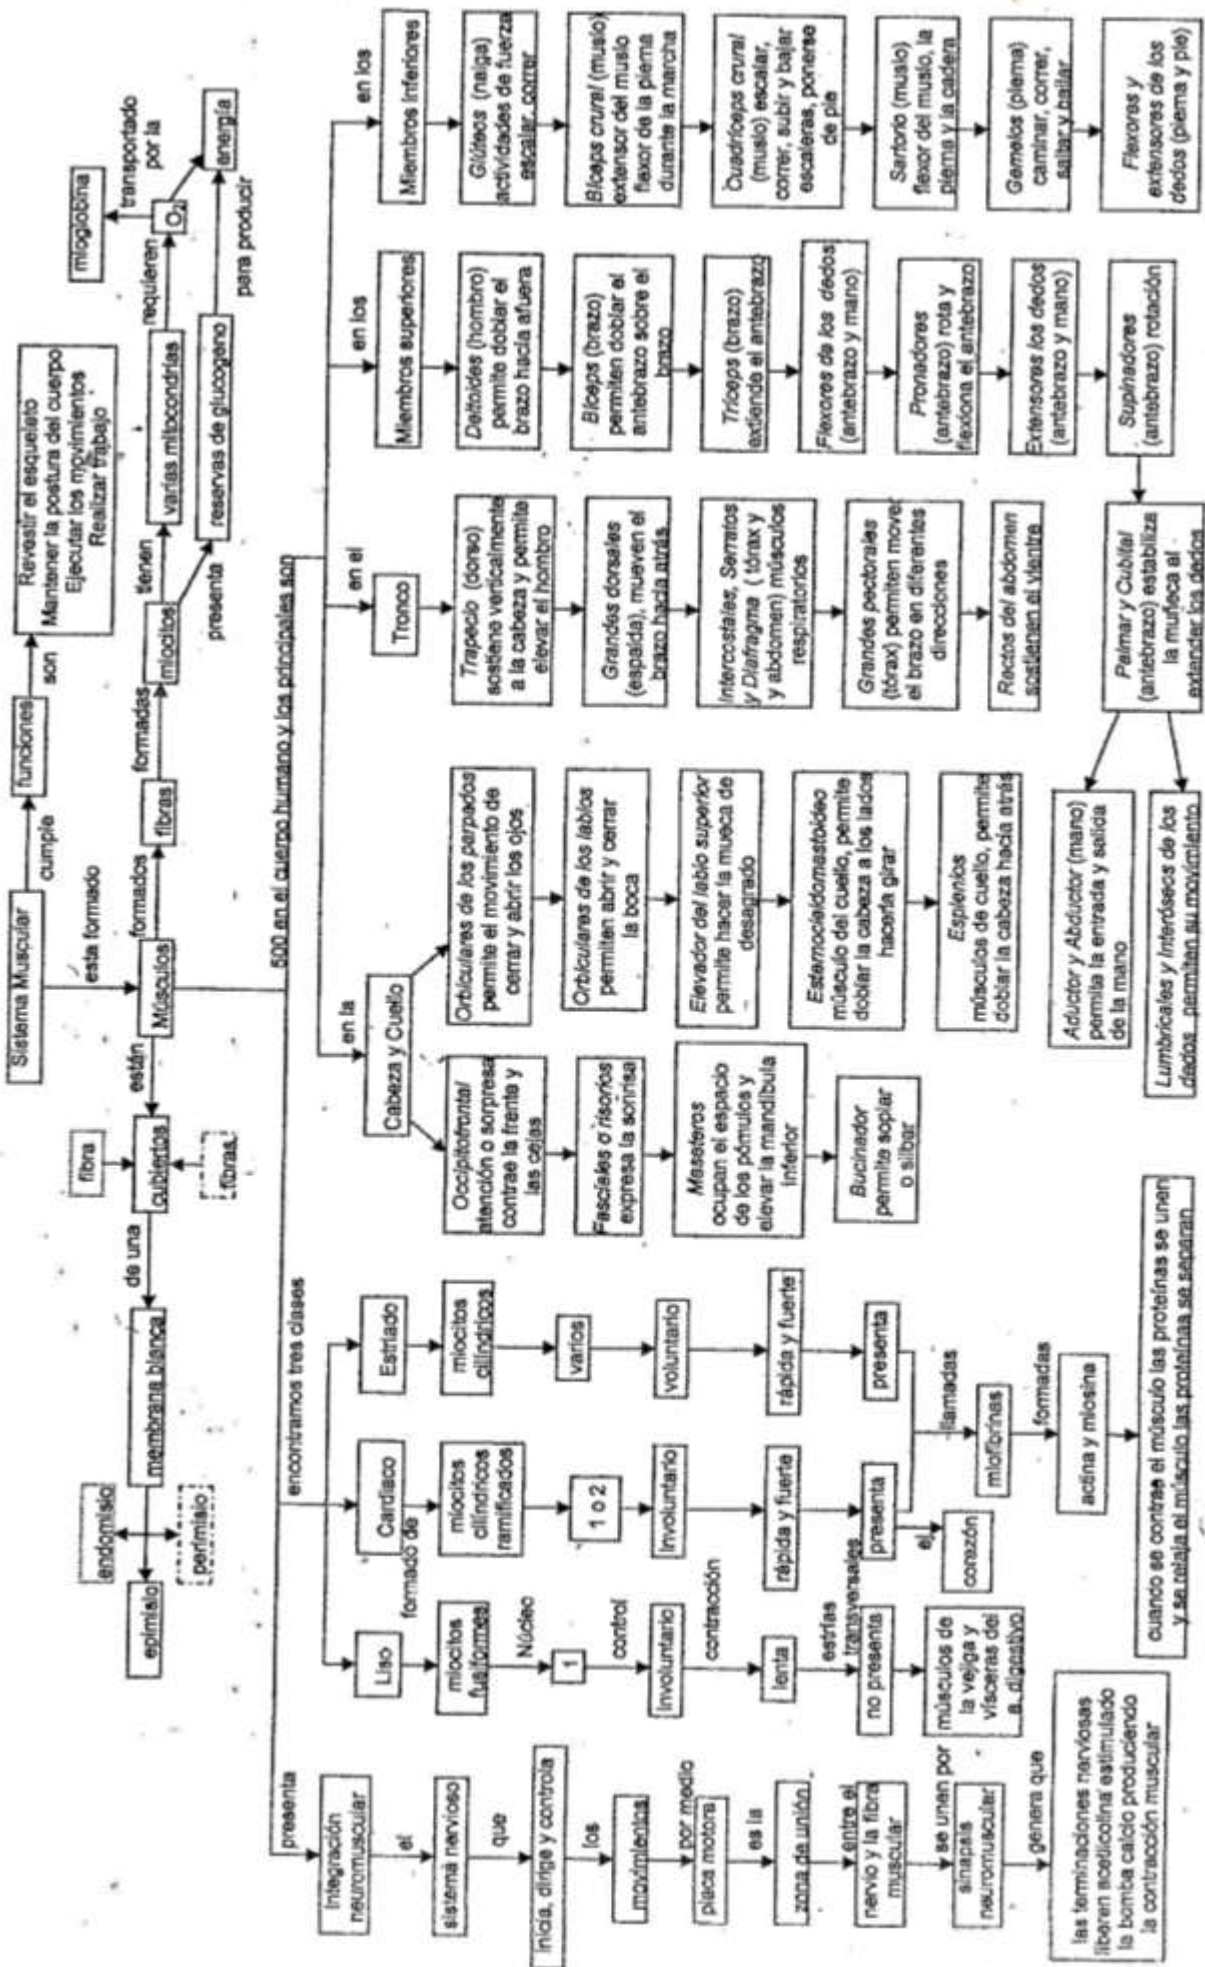 Sistema Muscular
cumple
funciones
son
Revestir el esqueleto
Mantener la postura del cuerpo
Ejecutar los movimientos
Realizar trabajo
esta formado
Músculos
formados
fibras
formadas
miocitos
tienen
varias mitocondrias
requieren
O2
transportado
por la
miogobina
energía
presenta
reservas de glucogeno
para producir
están
cubiertos
fibra
fibras
de una
membrana blanca
endomisio
perimisio
epimisio
500 en el cuerpo humano y los principales son
encontramos tres clases
presenta
Integración
neuromuscular
el
sistema nervioso
que
inicia, dirige y controla
los
movimientos
por medio
placa motora
es la
zona de unión
entre el
nervio y la fibra
muscular
se unen por
sinapsis
neuromuscular
genera que
las terminaciones nerviosas
liberen aceticolina estimulado
la bomba calcio produciendo
la contracción muscular
Liso
formado de
miocitos
fusiformes
Núcleo
1
control
Involuntario
contracción
lenta
estrías
transversales
no presenta
músculos de
la vejiga y
vísceras del
a. digestivo
Cardiaco
miocitos
cilíndricos
ramificados
1 o 2
Involuntario
rápida y fuerte
presenta
el
corazón
Estriado
miocitos
cilíndricos
varios
voluntario
rápida y fuerte
presenta
llamadas
miofibrinas
formadas
actina y miosina
cuando se contrae el músculo las proteínas se unen
y se relaja el músculo las proteínas se separan
en la
Cabeza y Cuello
Occipitofrontal
atención o sorpresa
contrae la frente y
las cejas
Fasciales o risorios
expresa la sonrisa
Maseteros
ocupan el espacio
de los pómulos y
elevar la mandíbula
inferior
Bucinador
permite soplar
o silbar
Orbiculares de los parpados
permite el movimiento de
cerrar y abrir los ojos
Orbiculares de los labios
permiten abrir y cerrar
la boca
Elevador del labio superior
permite hacer la mueca de
desagrado
Esternocleidomastoideo
músculo del cuello, permite
doblar la cabeza a los lados
hacerla girar
Esplenios
músculos de cuello, permite
doblar la cabeza hacia atrás
en el
Tronco
Trapecio (dorso)
sostiene verticalmente
a la cabeza y permite
elevar el hombro
Grandes dorsales
(espalda), mueven el
brazo hacia atrás
Intercostales, Serratos
y Diafragma ( tórax y
y abdomen) músculos
respiratorios
Grandes pectorales
(tórax) permiten mover
el brazo en diferentes
direcciones
Rectos del abdomen
sostienen el vientre
en los
Miembros superiores
Deltoides (hombro)
permite doblar el
brazo hacia afuera
Bíceps (brazo)
permiten doblar el
antebrazo sobre el
brazo
Tríceps (brazo)
extiende el antebrazo
Flexores de los dedos
(antebrazo y mano)
Pronadores
(antebrazo) rota y
flexiona el antebrazo
Extensores los dedos
(antebrazo y mano)
Supinadores
(antebrazo) rotación
Palmar y Cubital
(antebrazo) estabiliza
la muñeca al
extender los dedos
Aductor y Abductor (mano)
permita la entrada y salida
de la mano
Lumbricales y Interóseos de los
dedos permiten su movimiento
en los
Miembros Inferiores
Glúteos (nalga)
actividades de fuerza
escalar, correr
Bíceps crural (muslo)
extensor del muslo
flexor de la pierna
durante la marcha
Cuadríceps crural
(muslo) escalar,
correr, subir y bajar
escaleras, ponerse
de pie
Sartorio (muslo)
flexor del muslo, la
pierna y la cadera
Gemelos (pierna)
caminar, correr,
saltar y bailar
Flexores y
extensores de los
dedos (pierna y pie)